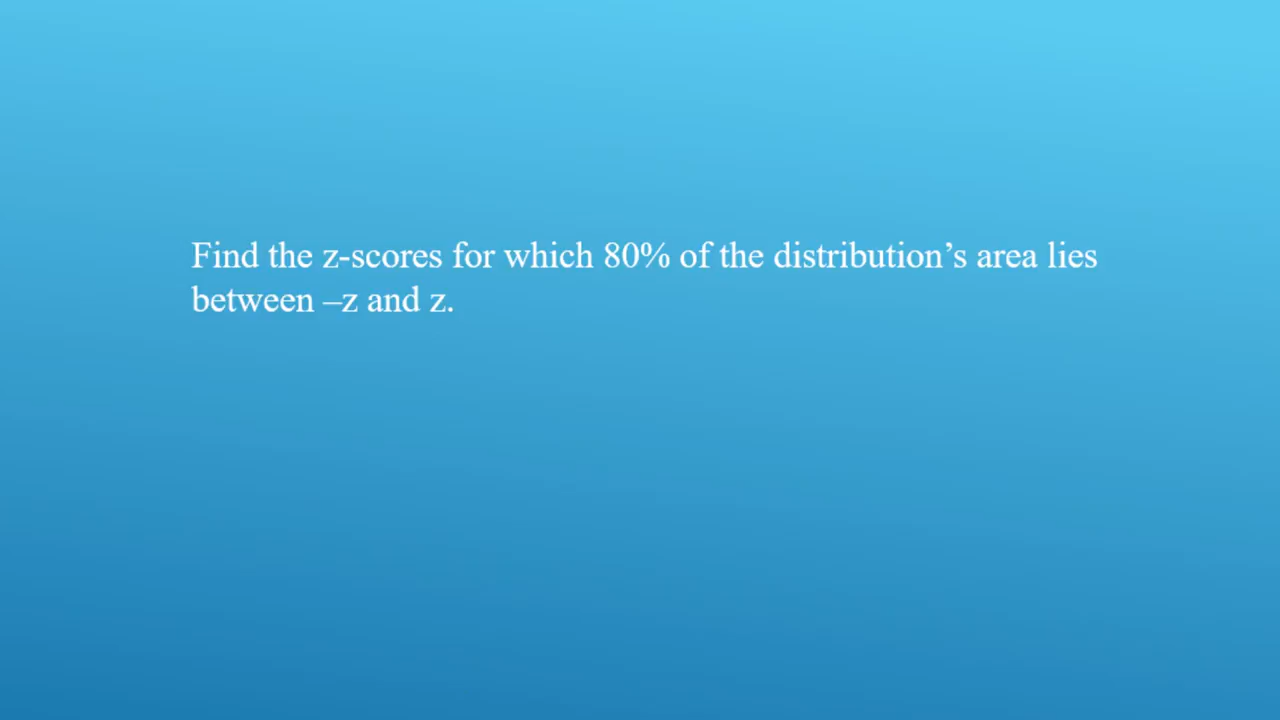 Find the z-scores for which 80% of the distribution’s area lies
between –z and z.